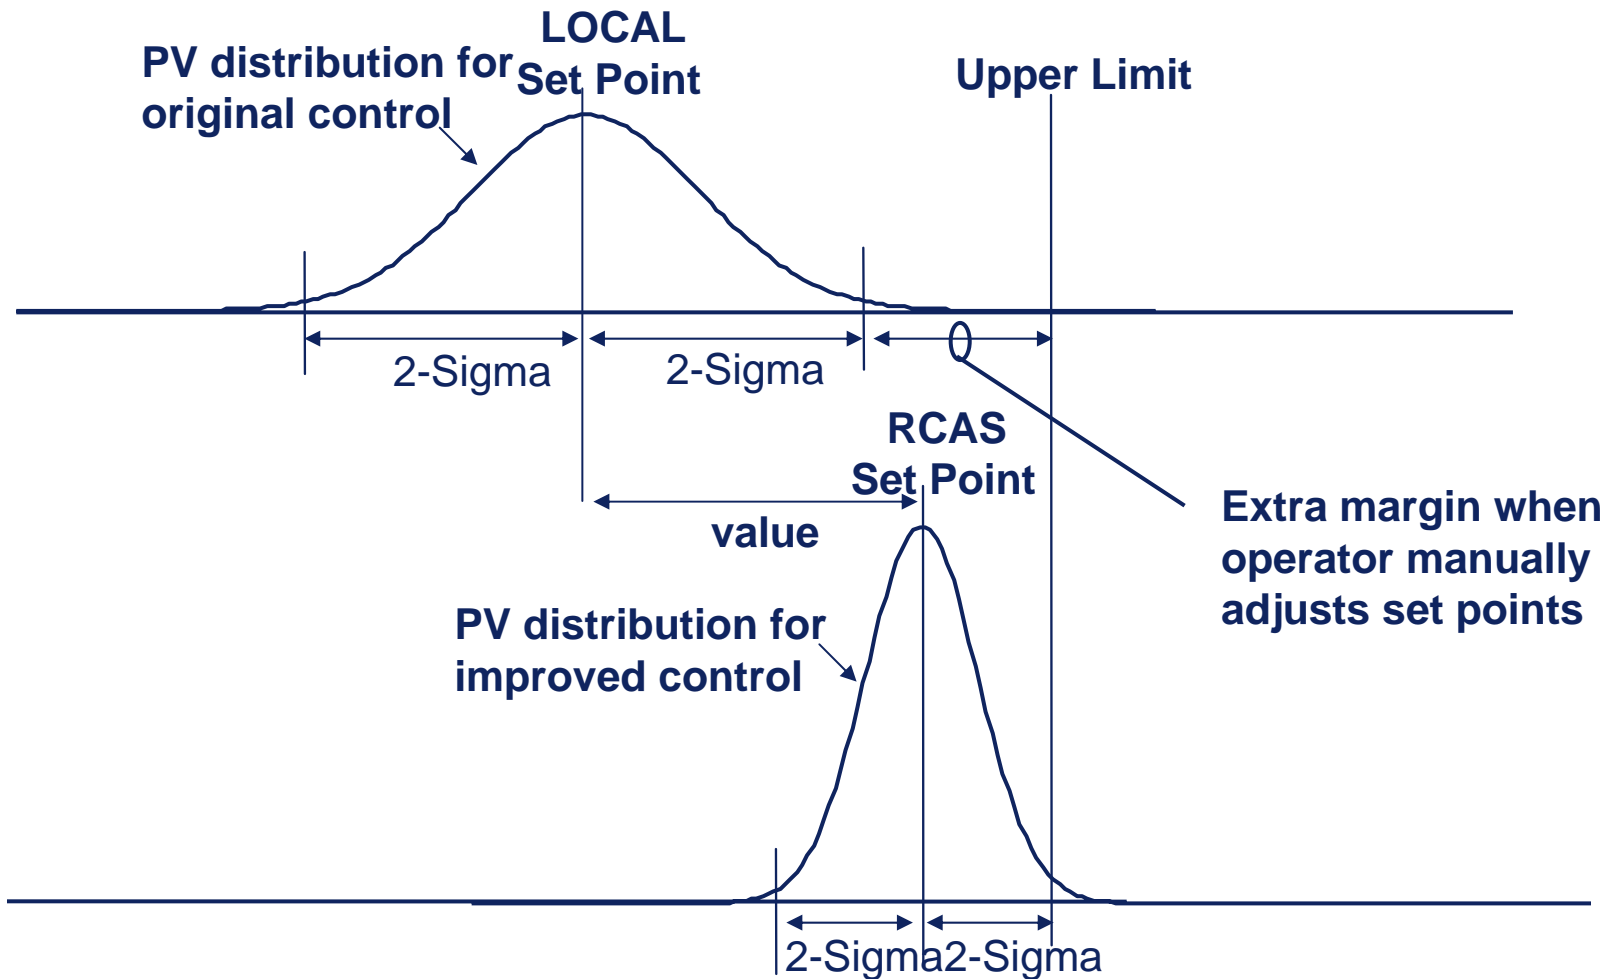 LOCAL
Set Point
PV distribution for
original control
Upper Limit
2-Sigma
2-Sigma
RCAS
Set Point
value
Extra margin when
operator manually
adjusts set points
PV distribution for
improved control
2-Sigma
2-Sigma